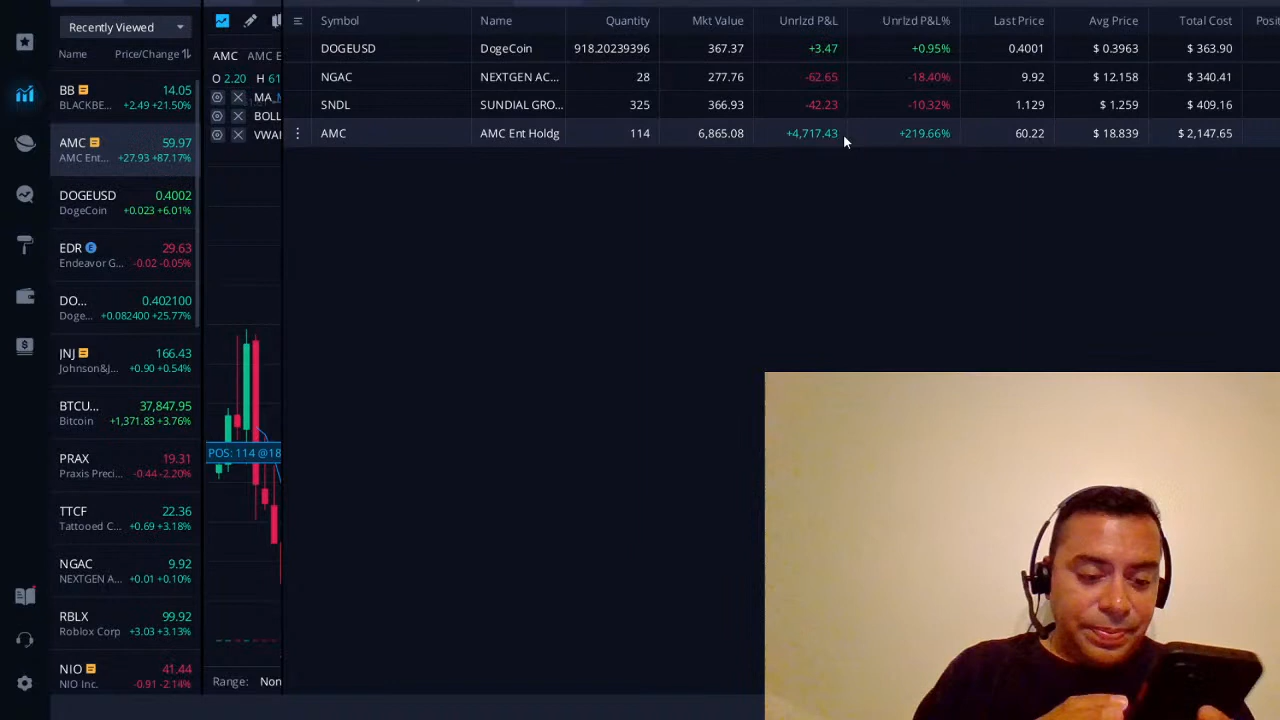 Recently Viewed
Name Price/Change
BB 14.05
BLACKBE... +2.49 +21.50%
AMC 59.97
AMC Ent... +27.93 +87.17%
DOGEUSD 0.4002
DogeCoin +0.023 +6.01%
EDR E 29.63
Endeavor G... -0.02 -0.05%
DO... 0.402100
Doge... +0.082400 +25.77%
JNJ 166.43
Johnson&J... +0.90 +0.54%
BTCU... 37,847.95
Bitcoin +1,371.83 +3.76%
PRAX 19.31
Praxis Preci... -0.44 -2.20%
TTCF 22.36
Tattooed C... +0.69 +3.18%
NGAC 9.92
NEXTGEN A... +0.01 +0.10%
RBLX 99.92
Roblox Corp +3.03 +3.13%
NIO 41.44
NIO Inc. -0.91 -2.14%
AMC AMC E
O 2.20 H 61
MA_
BOLL
VWA
POS: 114 @18
Range: Non
Symbol Name Quantity Mkt Value Unrlzd P&L Unrlzd P&L% Last Price Avg Price Total Cost Posi
DOGEUSD DogeCoin 918.20239396 367.37 +3.47 +0.95% 0.4001 $ 0.3963 $ 363.90
NGAC NEXTGEN AC... 28 277.76 -62.65 -18.40% 9.92 $ 12.158 $ 340.41
SNDL SUNDIAL GRO... 325 366.93 -42.23 -10.32% 1.129 $ 1.259 $ 409.16
AMC AMC Ent Holdg 114 6,865.08 +4,717.43 +219.66% 60.22 $ 18.839 $ 2,147.65